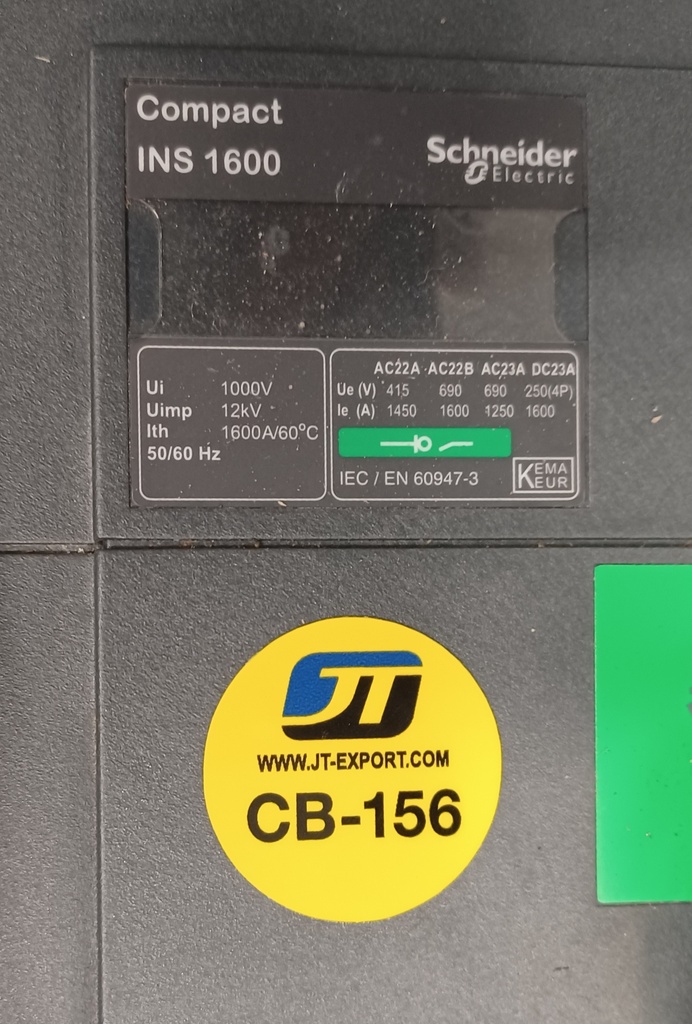 Compact
INS 1600
Schneider
Electric
Ui 1000V
Uimp 12kV
Ith 1600A/60°C
50/60 Hz
AC22A AC22B AC23A DC23A
Ue (V) 415 690 690 250(4P)
Ie (A) 1450 1600 1250 1600
IEC / EN 60947-3
KEMA
KEUR
JT
WWW.JT-EXPORT.COM
CB-156